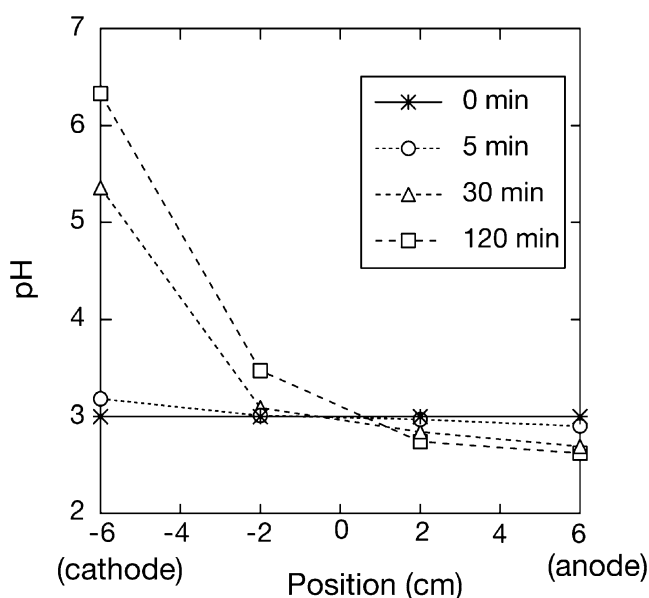 7
6
5
4
3
2
pH
0 min
5 min
30 min
120 min
-6 -4 -2 0 2 4 6
(cathode) (anode)
Position (cm)